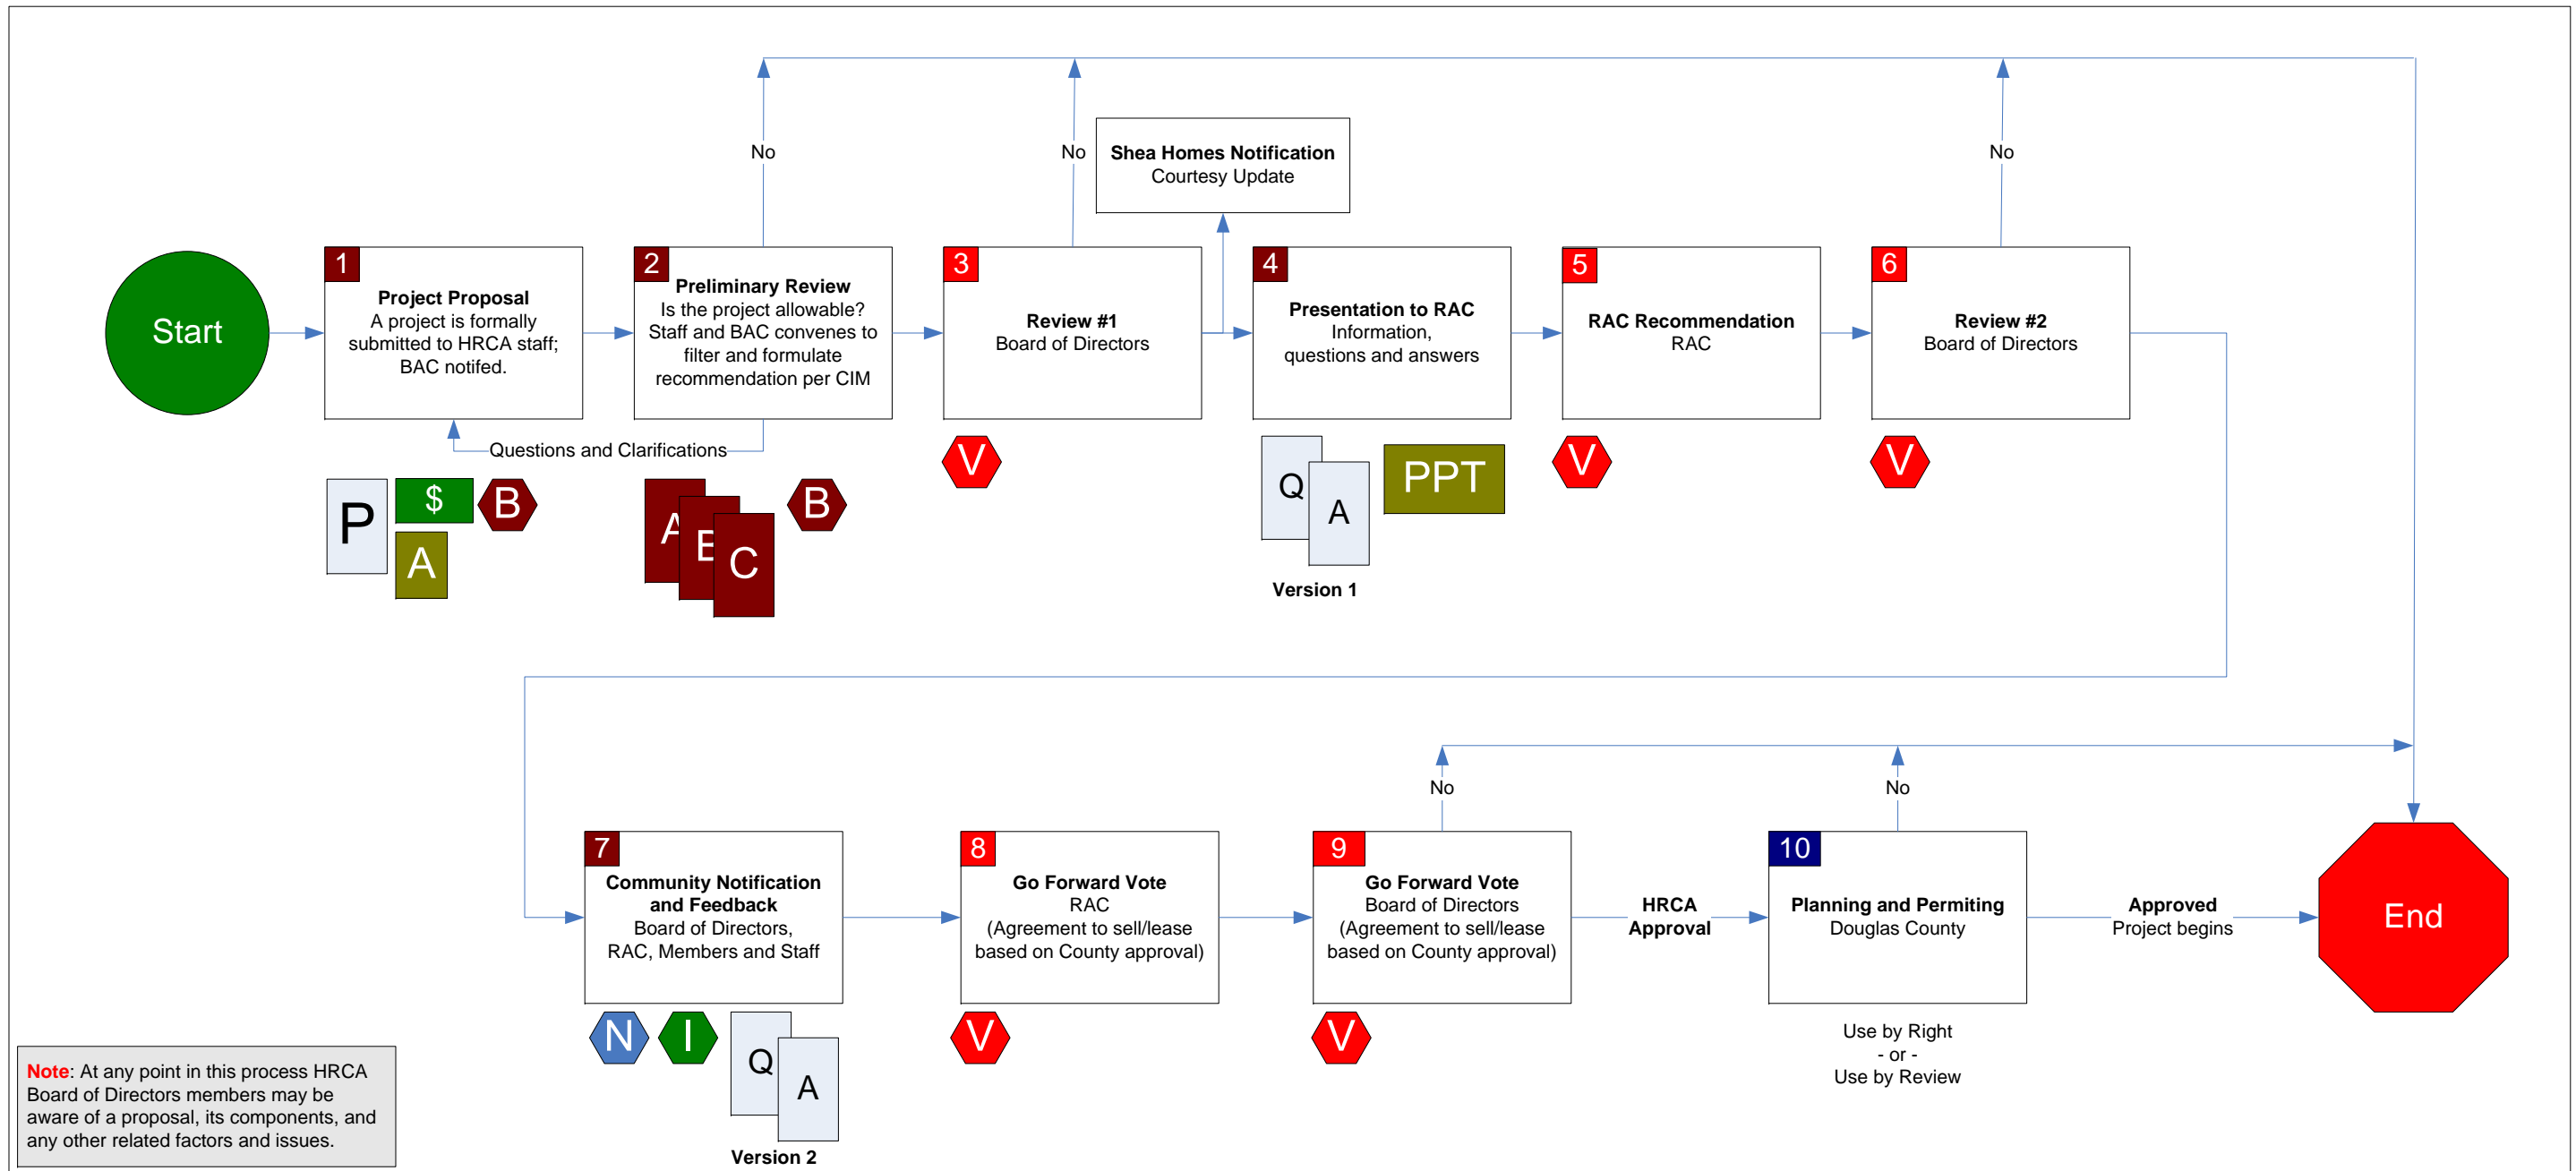 No
No
No
Shea Homes Notification
Courtesy Update
Start
1
Project Proposal
A project is formally
submitted to HRCA staff;
BAC notifed.
2
Preliminary Review
Is the project allowable?
Staff and BAC convenes to
filter and formulate
recommendation per CIM
3
Review #1
Board of Directors
4
Presentation to RAC
Information,
questions and answers
5
RAC Recommendation
RAC
6
Review #2
Board of Directors
Questions and Clarifications
P
$
B
A
A
B
C
B
V
Q
A
PPT
Version 1
V
V
No
No
7
Community Notification
and Feedback
Board of Directors,
RAC, Members and Staff
8
Go Forward Vote
RAC
(Agreement to sell/lease
based on County approval)
9
Go Forward Vote
Board of Directors
(Agreement to sell/lease
based on County approval)
HRCA
Approval
10
Planning and Permiting
Douglas County
Approved
Project begins
End
N
I
Q
A
Version 2
V
V
Use by Right
- or -
Use by Review
Note: At any point in this process HRCA
Board of Directors members may be
aware of a proposal, its components, and
any other related factors and issues.